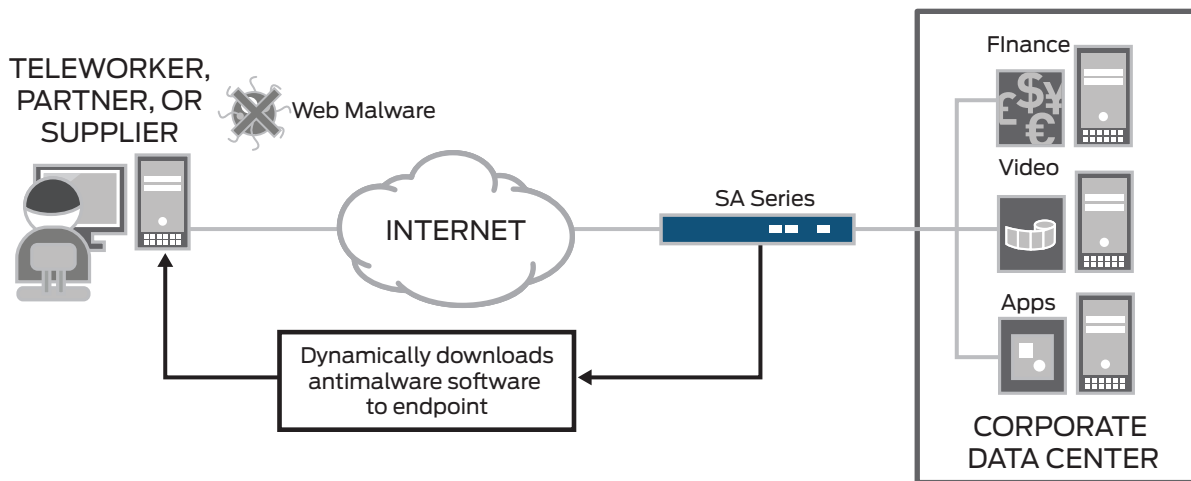 TELEWORKER,
PARTNER, OR
SUPPLIER
Web Malware
INTERNET
SA Series
Dynamically downloads
antimalware software
to endpoint
FInance
£$¥€
Video
Apps
CORPORATE
DATA CENTER